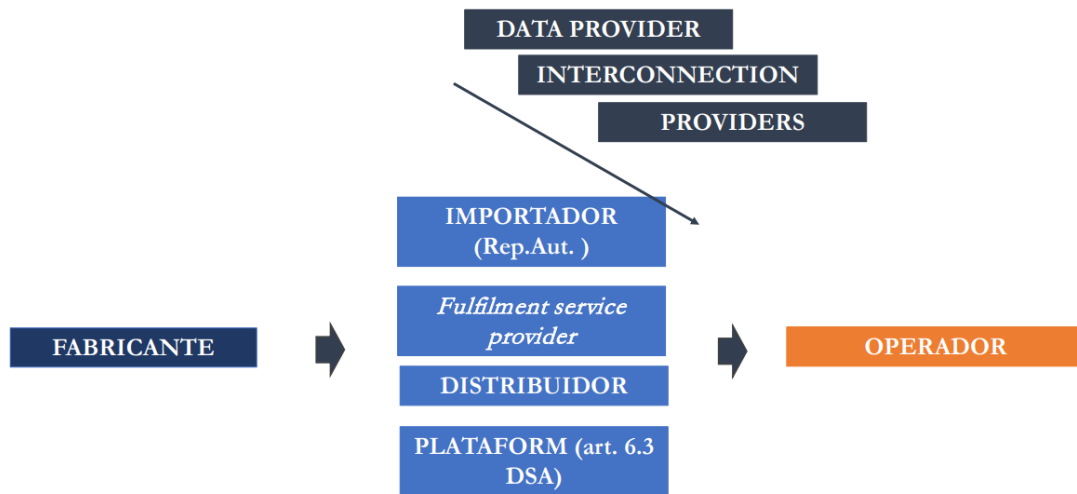 DATA PROVIDER
INTERCONNECTION
PROVIDERS
IMPORTADOR
(Rep.Aut. )
Fulfilment service
provider
FABRICANTE
OPERADOR
DISTRIBUIDOR
PLATAFORM (art. 6.3
DSA)